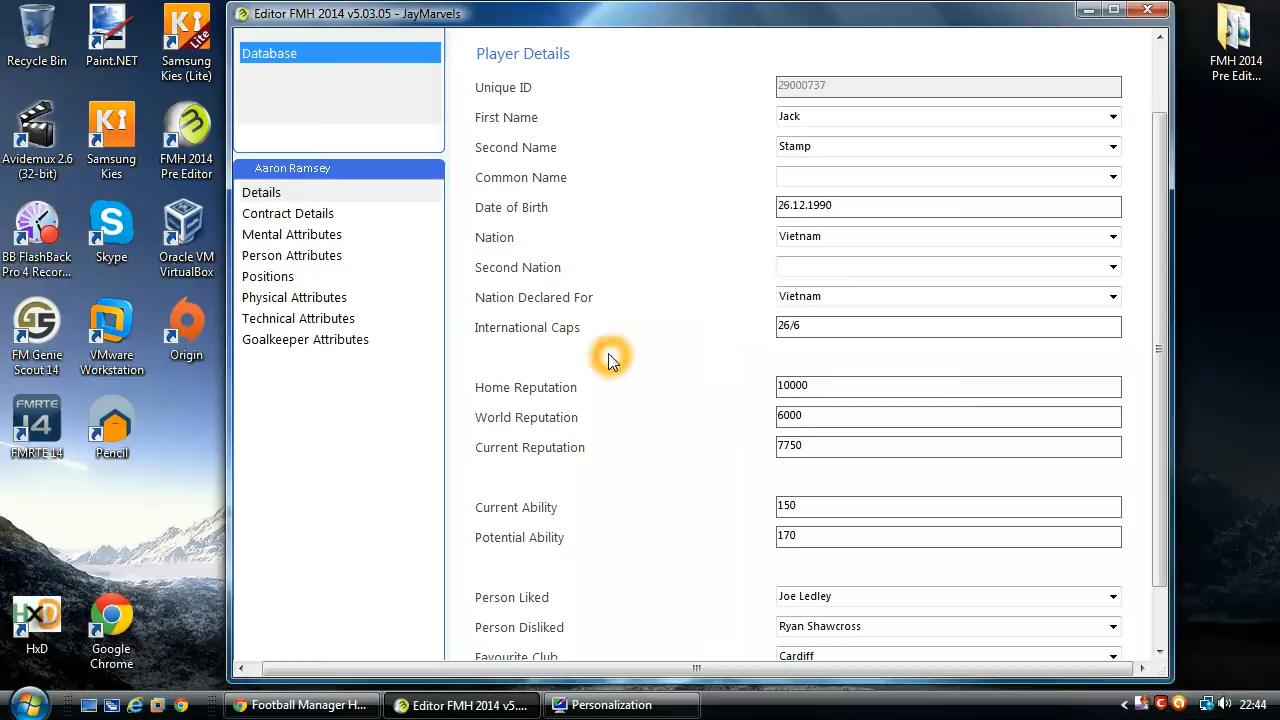 Editor FMH 2014 v5.03.05 - JayMarvels
Recycle Bin
Paint.NET
Samsung
Kies (Lite)
Lite
Avidemux 2.6
(32-bit)
Samsung
Kies
FMH 2014
Pre Editor
BB FlashBack
Pro 4 Recor...
Skype
Oracle VM
VirtualBox
FM Genie
Scout 14
VMware
Workstation
Origin
FMRTE
14
FMRTE 14
Pencil
HxD
HxD
Google
Chrome
FMH 2014
Pre Edit...
Database
Aaron Ramsey
Details
Contract Details
Mental Attributes
Person Attributes
Positions
Physical Attributes
Technical Attributes
Goalkeeper Attributes
Player Details
Unique ID 29000737
First Name Jack
Second Name Stamp
Common Name
Date of Birth 26.12.1990
Nation Vietnam
Second Nation
Nation Declared For Vietnam
International Caps 26/6
Home Reputation 10000
World Reputation 6000
Current Reputation 7750
Current Ability 150
Potential Ability 170
Person Liked Joe Ledley
Person Disliked Ryan Shawcross
Favourite Club Cardiff
Football Manager H...
Editor FMH 2014 v5....
Personalization
22:44